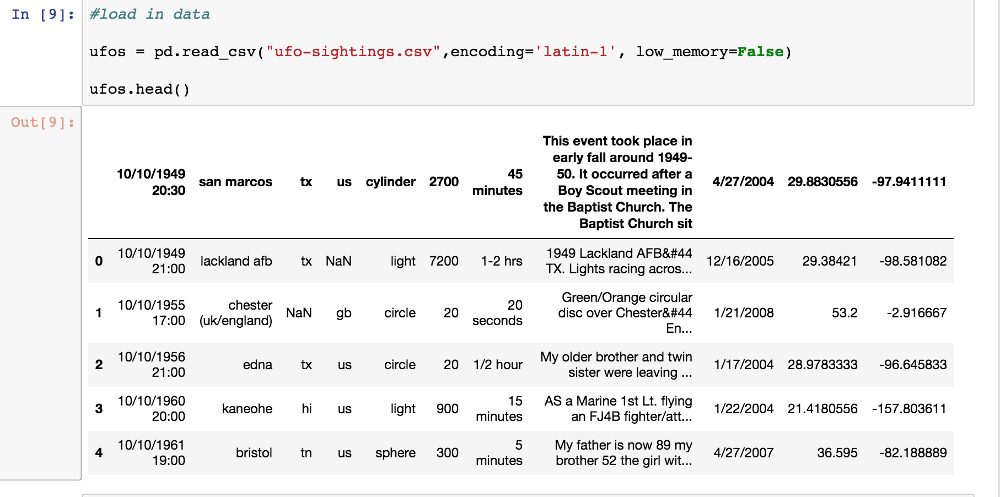 In [9]: #load in data
ufos = pd.read_csv("ufo-sightings.csv",encoding='latin-1', low_memory=False)
ufos.head()
Out[9]:
10/10/1949 20:30 san marcos tx us cylinder 2700 45 minutes This event took place in early fall around 1949-50. It occurred after a Boy Scout meeting in the Baptist Church. The Baptist Church sit 4/27/2004 29.8830556 -97.9411111
0 10/10/1949 21:00 lackland afb tx NaN light 7200 1-2 hrs 1949 Lackland AFB&#44 TX. Lights racing acros... 12/16/2005 29.38421 -98.581082
1 10/10/1955 17:00 chester (uk/england) NaN gb circle 20 20 seconds Green/Orange circular disc over Chester&#44 En... 1/21/2008 53.2 -2.916667
2 10/10/1956 21:00 edna tx us circle 20 1/2 hour My older brother and twin sister were leaving ... 1/17/2004 28.9783333 -96.645833
3 10/10/1960 20:00 kaneohe hi us light 900 15 minutes AS a Marine 1st Lt. flying an FJ4B fighter/att... 1/22/2004 21.4180556 -157.803611
4 10/10/1961 19:00 bristol tn us sphere 300 5 minutes My father is now 89 my brother 52 the girl wit... 4/27/2007 36.595 -82.188889